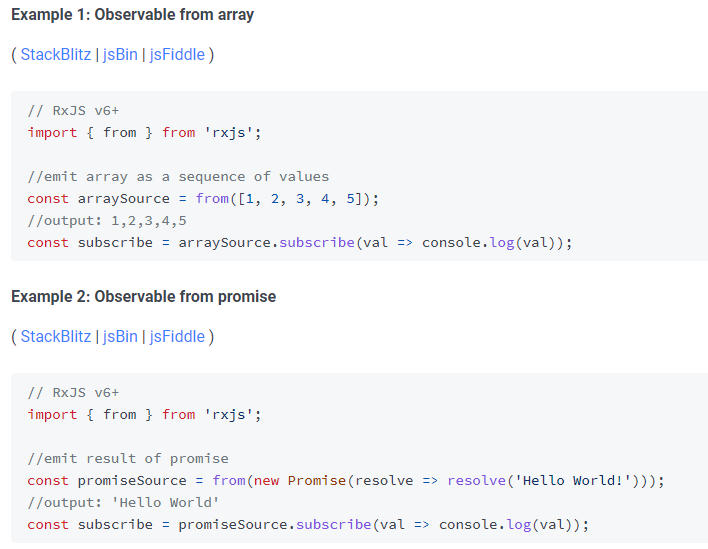 Example 1: Observable from array
( StackBlitz | jsBin | jsFiddle )
// RxJS v6+
import { from } from 'rxjs';
//emit array as a sequence of values
const arraySource = from([1, 2, 3, 4, 5]);
//output: 1,2,3,4,5
const subscribe = arraySource.subscribe(val => console.log(val));
Example 2: Observable from promise
( StackBlitz | jsBin | jsFiddle )
// RxJS v6+
import { from } from 'rxjs';
//emit result of promise
const promiseSource = from(new Promise(resolve => resolve('Hello World!')));
//output: 'Hello World'
const subscribe = promiseSource.subscribe(val => console.log(val));